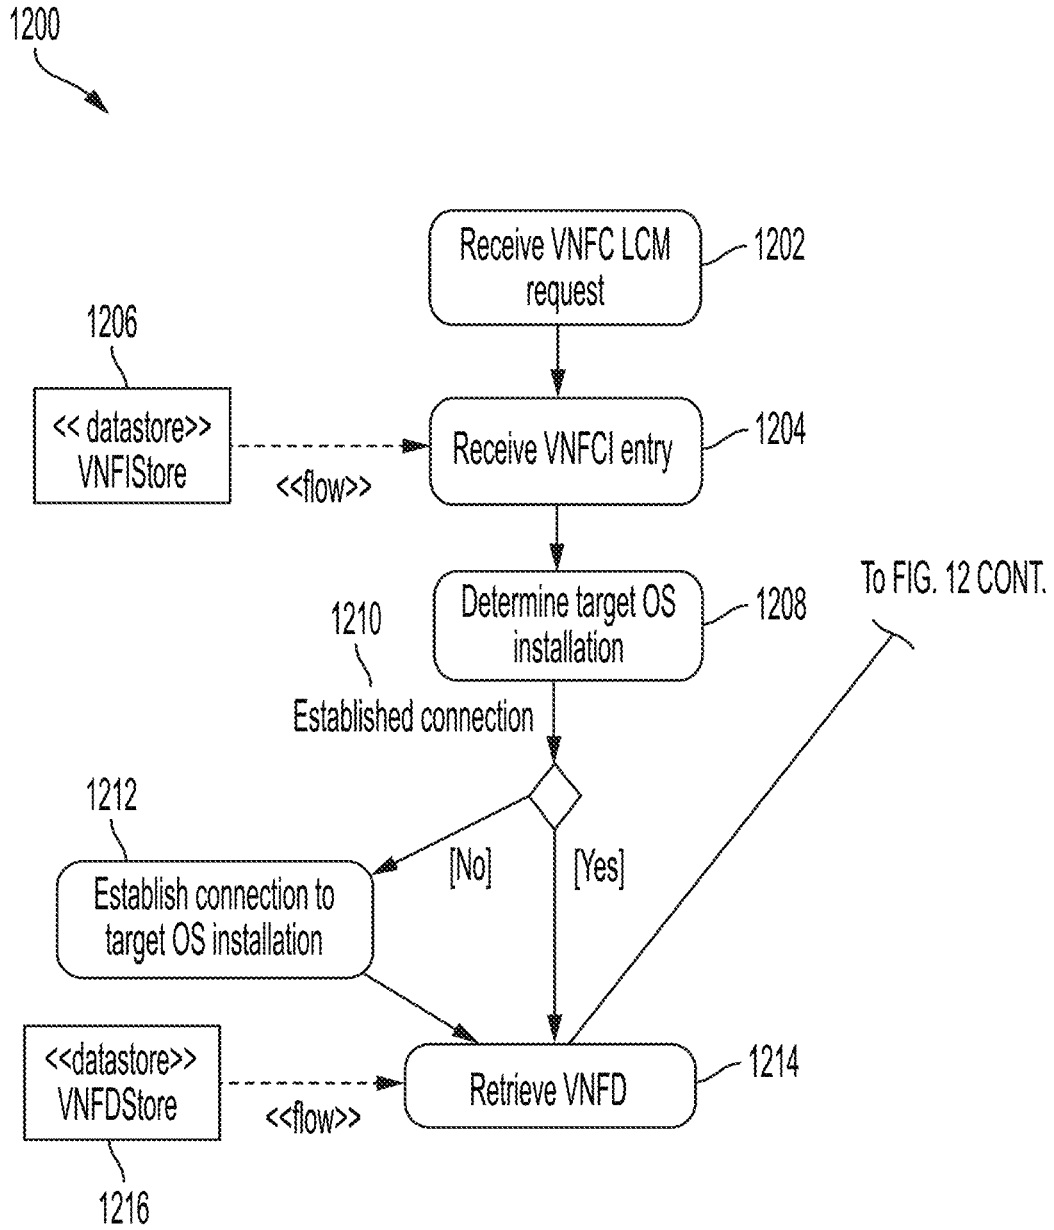 1200
Receive VNFC LCM
request
1202
1206
<< datastore>>
VNFIStore
<<flow>>
Receive VNFCI entry
1204
To FIG. 12 CONT.
Determine target OS
installation
1208
1210
Established connection
1212
[No]
[Yes]
Establish connection to
target OS installation
<<datastore>>
VNFDStore
<<flow>>
Retrieve VNFD
1214
1216